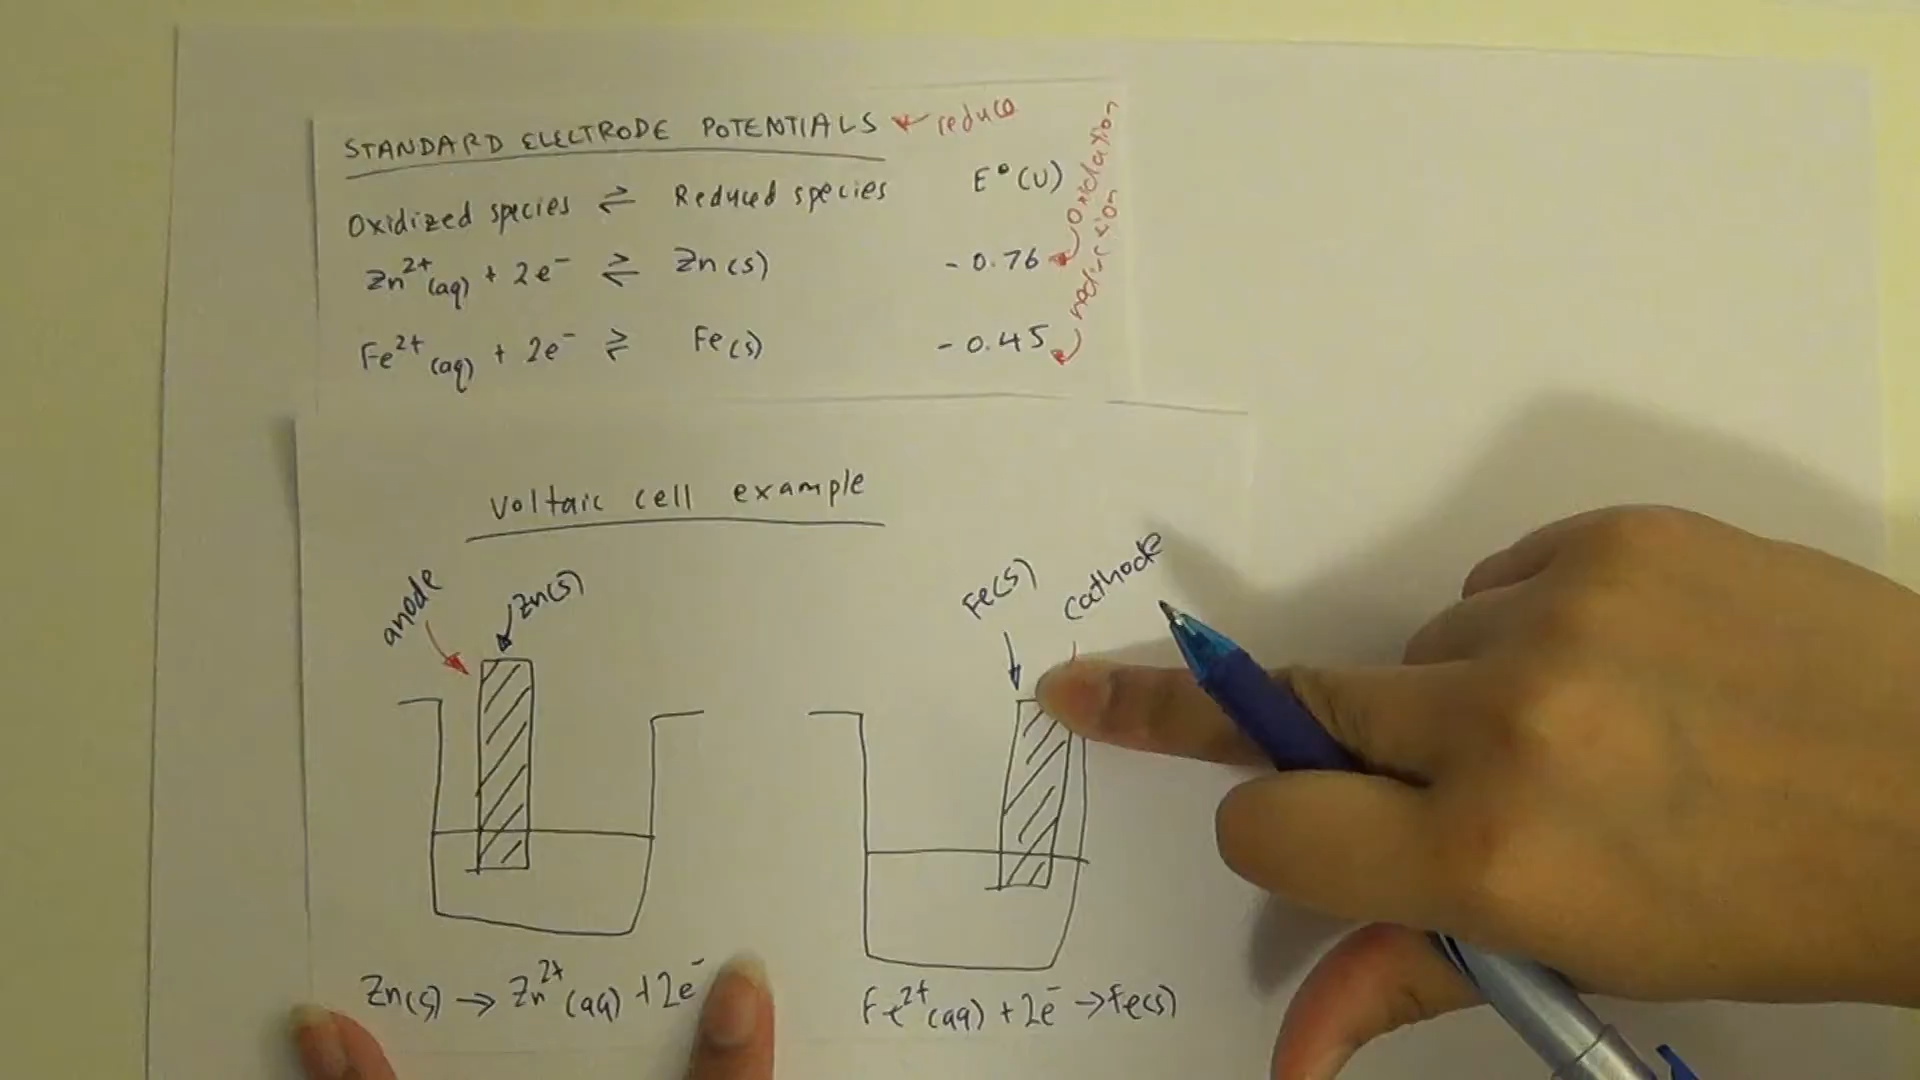 STANDARD ELECTRODE POTENTIALS ← reduce
Oxidized species ⇌ Reduced species E°(V)
Zn²⁺(aq) + 2e⁻ ⇌ Zn(s) - 0.76 oxidation
Fe²⁺(aq) + 2e⁻ ⇌ Fe(s) - 0.45 reduction
voltaic cell example
anode
Zn(s)
Fe(s)
Cathode
Zn(s) → Zn²⁺(aq) + 2e⁻
Fe²⁺(aq) + 2e⁻ → Fe(s)